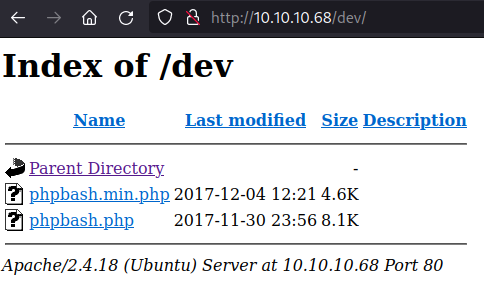 http://10.10.10.68/dev/
Index of /dev
Name Last modified Size Description
Parent Directory -
phpbash.min.php 2017-12-04 12:21 4.6K
phpbash.php 2017-11-30 23:56 8.1K
Apache/2.4.18 (Ubuntu) Server at 10.10.10.68 Port 80